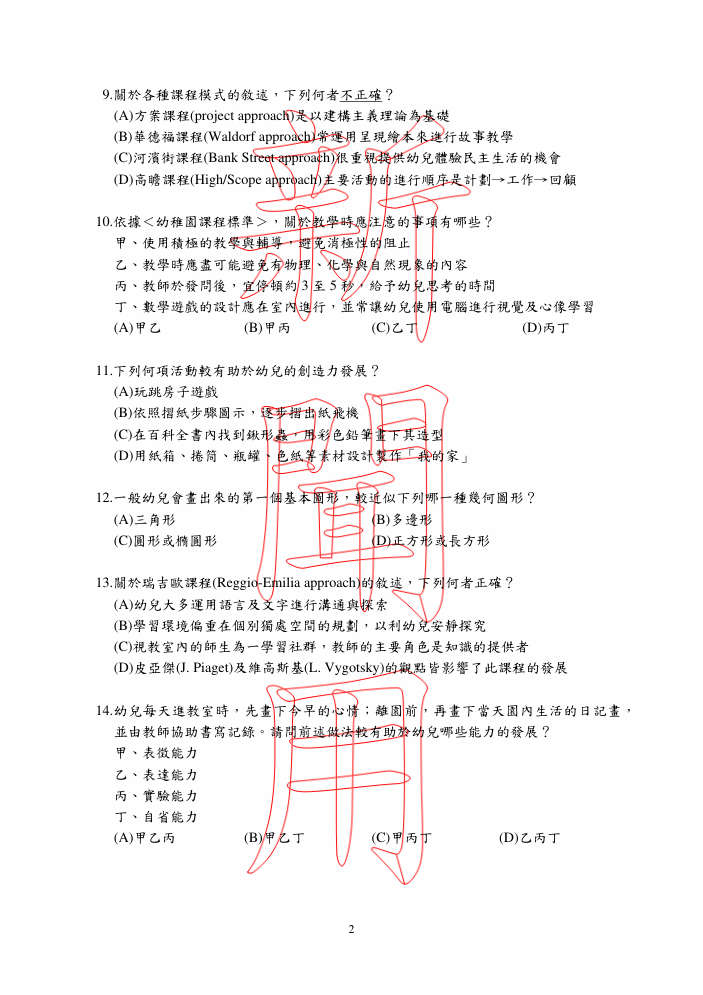 9.關於各種課程模式的敘述，下列何者不正確？
(A)方案課程(project approach)是以建構主義理論為基礎
(B)華德福課程(Waldorf approach)常運用呈現繪本來進行故事教學
(C)河濱街課程(Bank Street approach)很重視提供幼兒體驗民主生活的機會
(D)高瞻課程(High/Scope approach)主要活動的進行順序是計劃→工作→回顧
10.依據＜幼稚園課程標準＞，關於教學時應注意的事項有哪些？
甲、使用積極的教學與輔導，避免消極性的阻止
乙、教學時應盡可能避免有物理、化學與自然現象的內容
丙、教師於發問後，宜停頓約 3 至 5 秒，給予幼兒思考的時間
丁、數學遊戲的設計應在室內進行，並常讓幼兒使用電腦進行視覺及心像學習
(A)甲乙 (B)甲丙 (C)乙丁 (D)丙丁
11.下列何項活動較有助於幼兒的創造力發展？
(A)玩跳房子遊戲
(B)依照摺紙步驟圖示，逐步摺出紙飛機
(C)在百科全書內找到鍬形蟲，用彩色鉛筆畫下其造型
(D)用紙箱、捲筒、瓶罐、色紙等素材設計製作「我的家」
12.一般幼兒會畫出來的第一個基本圖形，較近似下列哪一種幾何圖形？
(A)三角形 (B)多邊形
(C)圓形或橢圓形 (D)正方形或長方形
13.關於瑞吉歐課程(Reggio-Emilia approach)的敘述，下列何者正確？
(A)幼兒大多運用語言及文字進行溝通與探索
(B)學習環境偏重在個別獨處空間的規劃，以利幼兒安靜探究
(C)視教室內的師生為一學習社群，教師的主要角色是知識的提供者
(D)皮亞傑(J. Piaget)及維高斯基(L. Vygotsky)的觀點皆影響了此課程的發展
14.幼兒每天進教室時，先畫下今早的心情；離園前，再畫下當天園內生活的日記畫，
並由教師協助書寫記錄。請問前述做法較有助於幼兒哪些能力的發展？
甲、表徵能力
乙、表達能力
丙、實驗能力
丁、自省能力
(A)甲乙丙 (B)甲乙丁 (C)甲丙丁 (D)乙丙丁
2